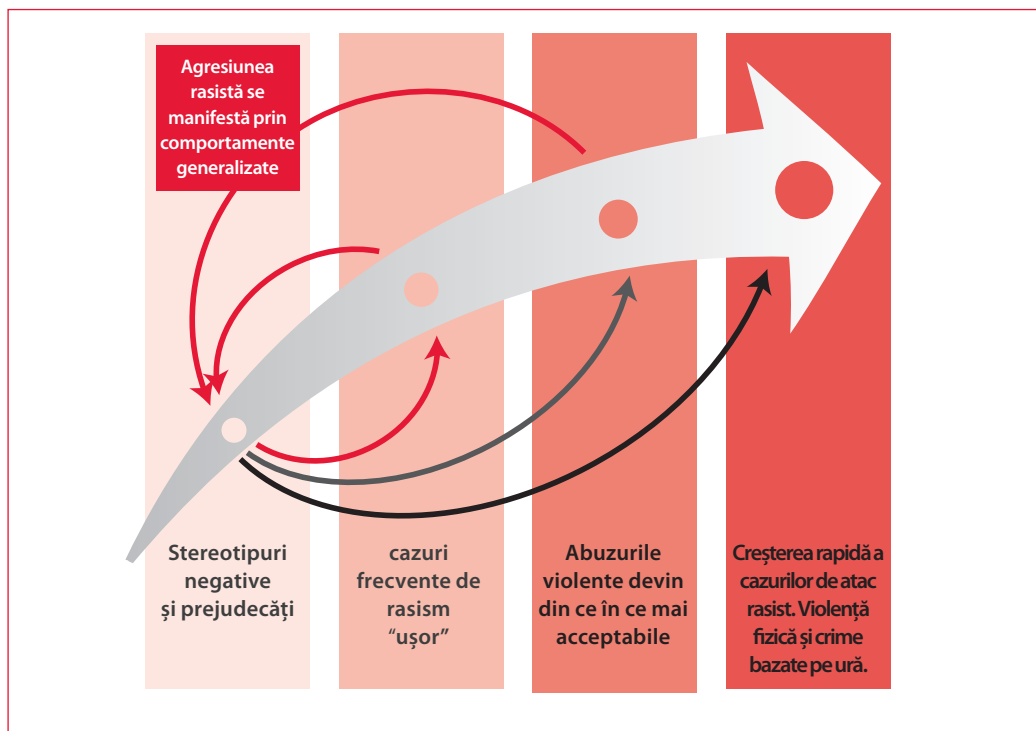 Agresiunea
rasistă se
manifestă prin
comportamente
generalizate
Stereotipuri
negative
și prejudecăți
cazuri
frecvente de
rasism
“ușor”
Abuzurile
violente devin
din ce în ce mai
acceptabile
Creșterea rapidă a
cazurilor de atac
rasist. Violență
fizică și crime
bazate pe ură.